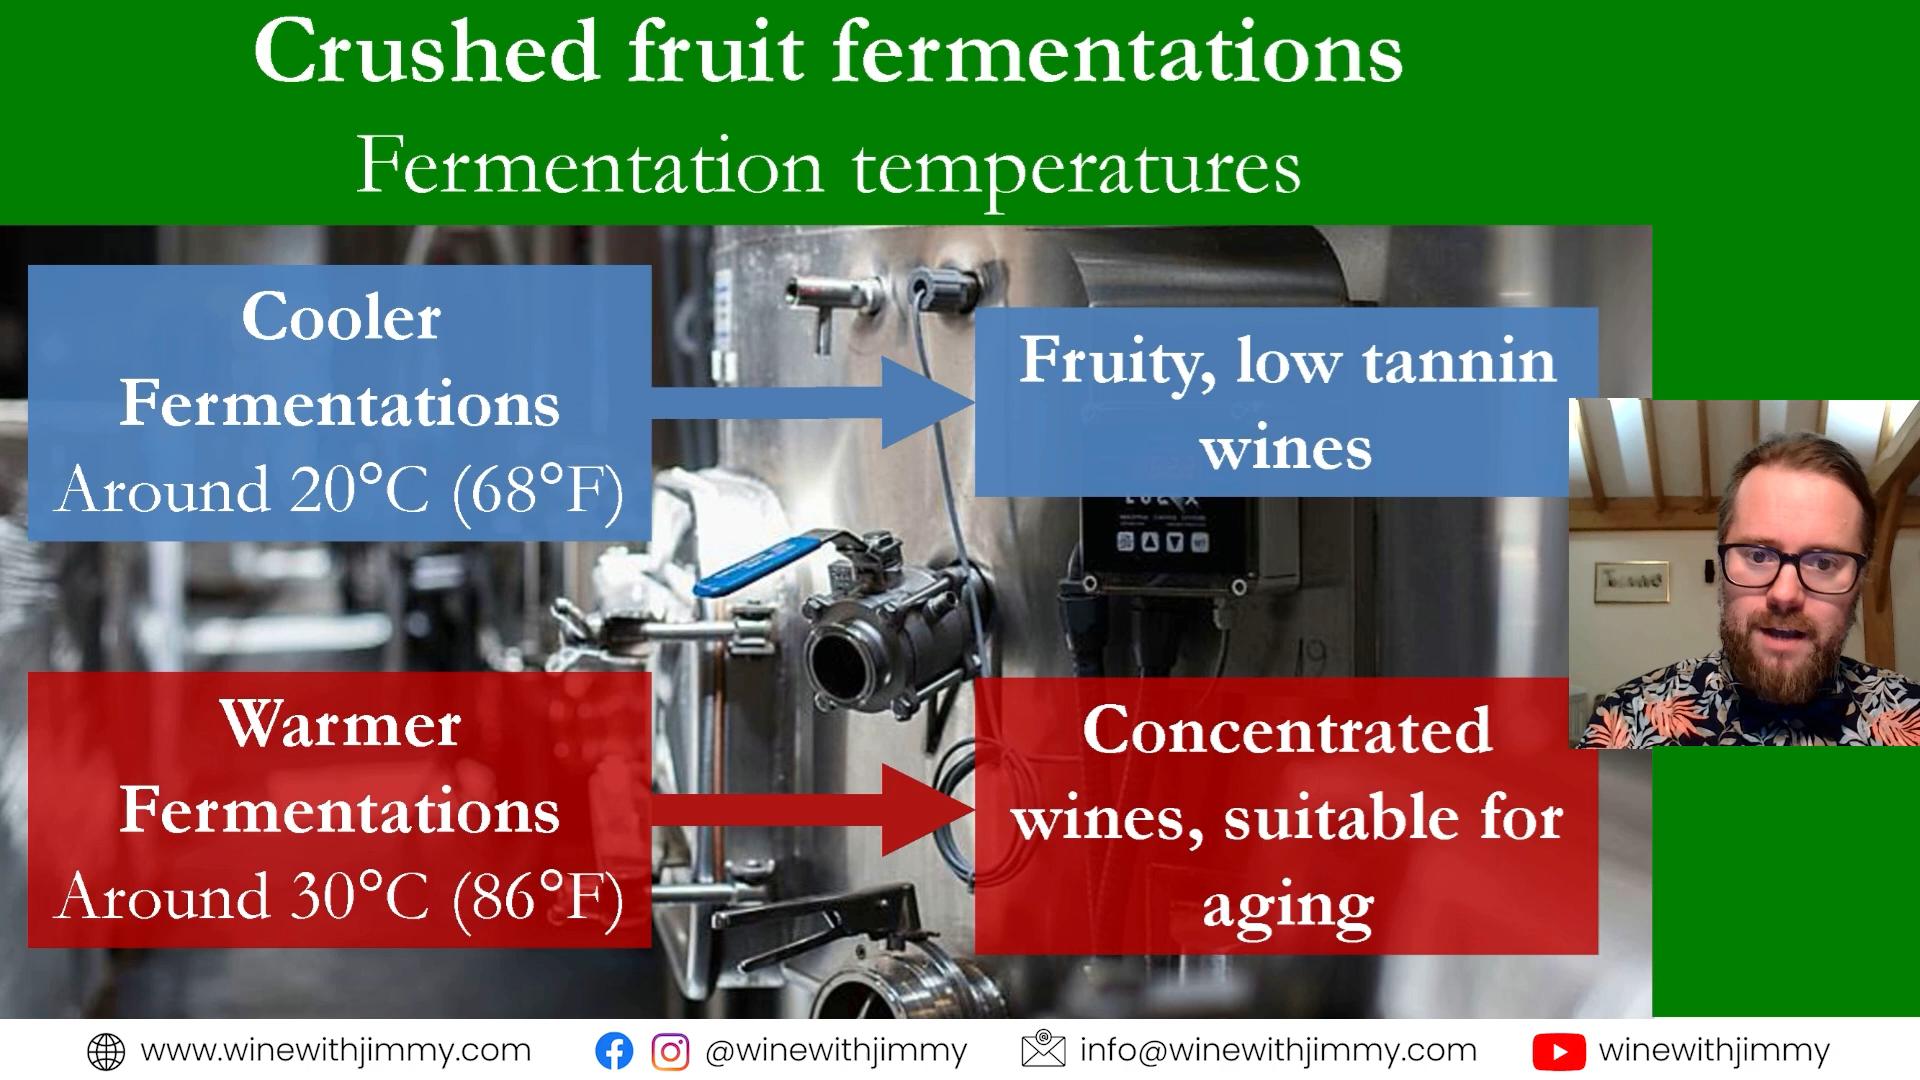 Crushed fruit fermentations
Fermentation temperatures
Cooler
Fermentations
Around 20°C (68°F)
Fruity, low tannin
wines
Warmer
Fermentations
Around 30°C (86°F)
Concentrated
wines, suitable for
aging
19
www.winewithjimmy.com
@winewithjimmy
info@winewithjimmy.com
winewithjimmy